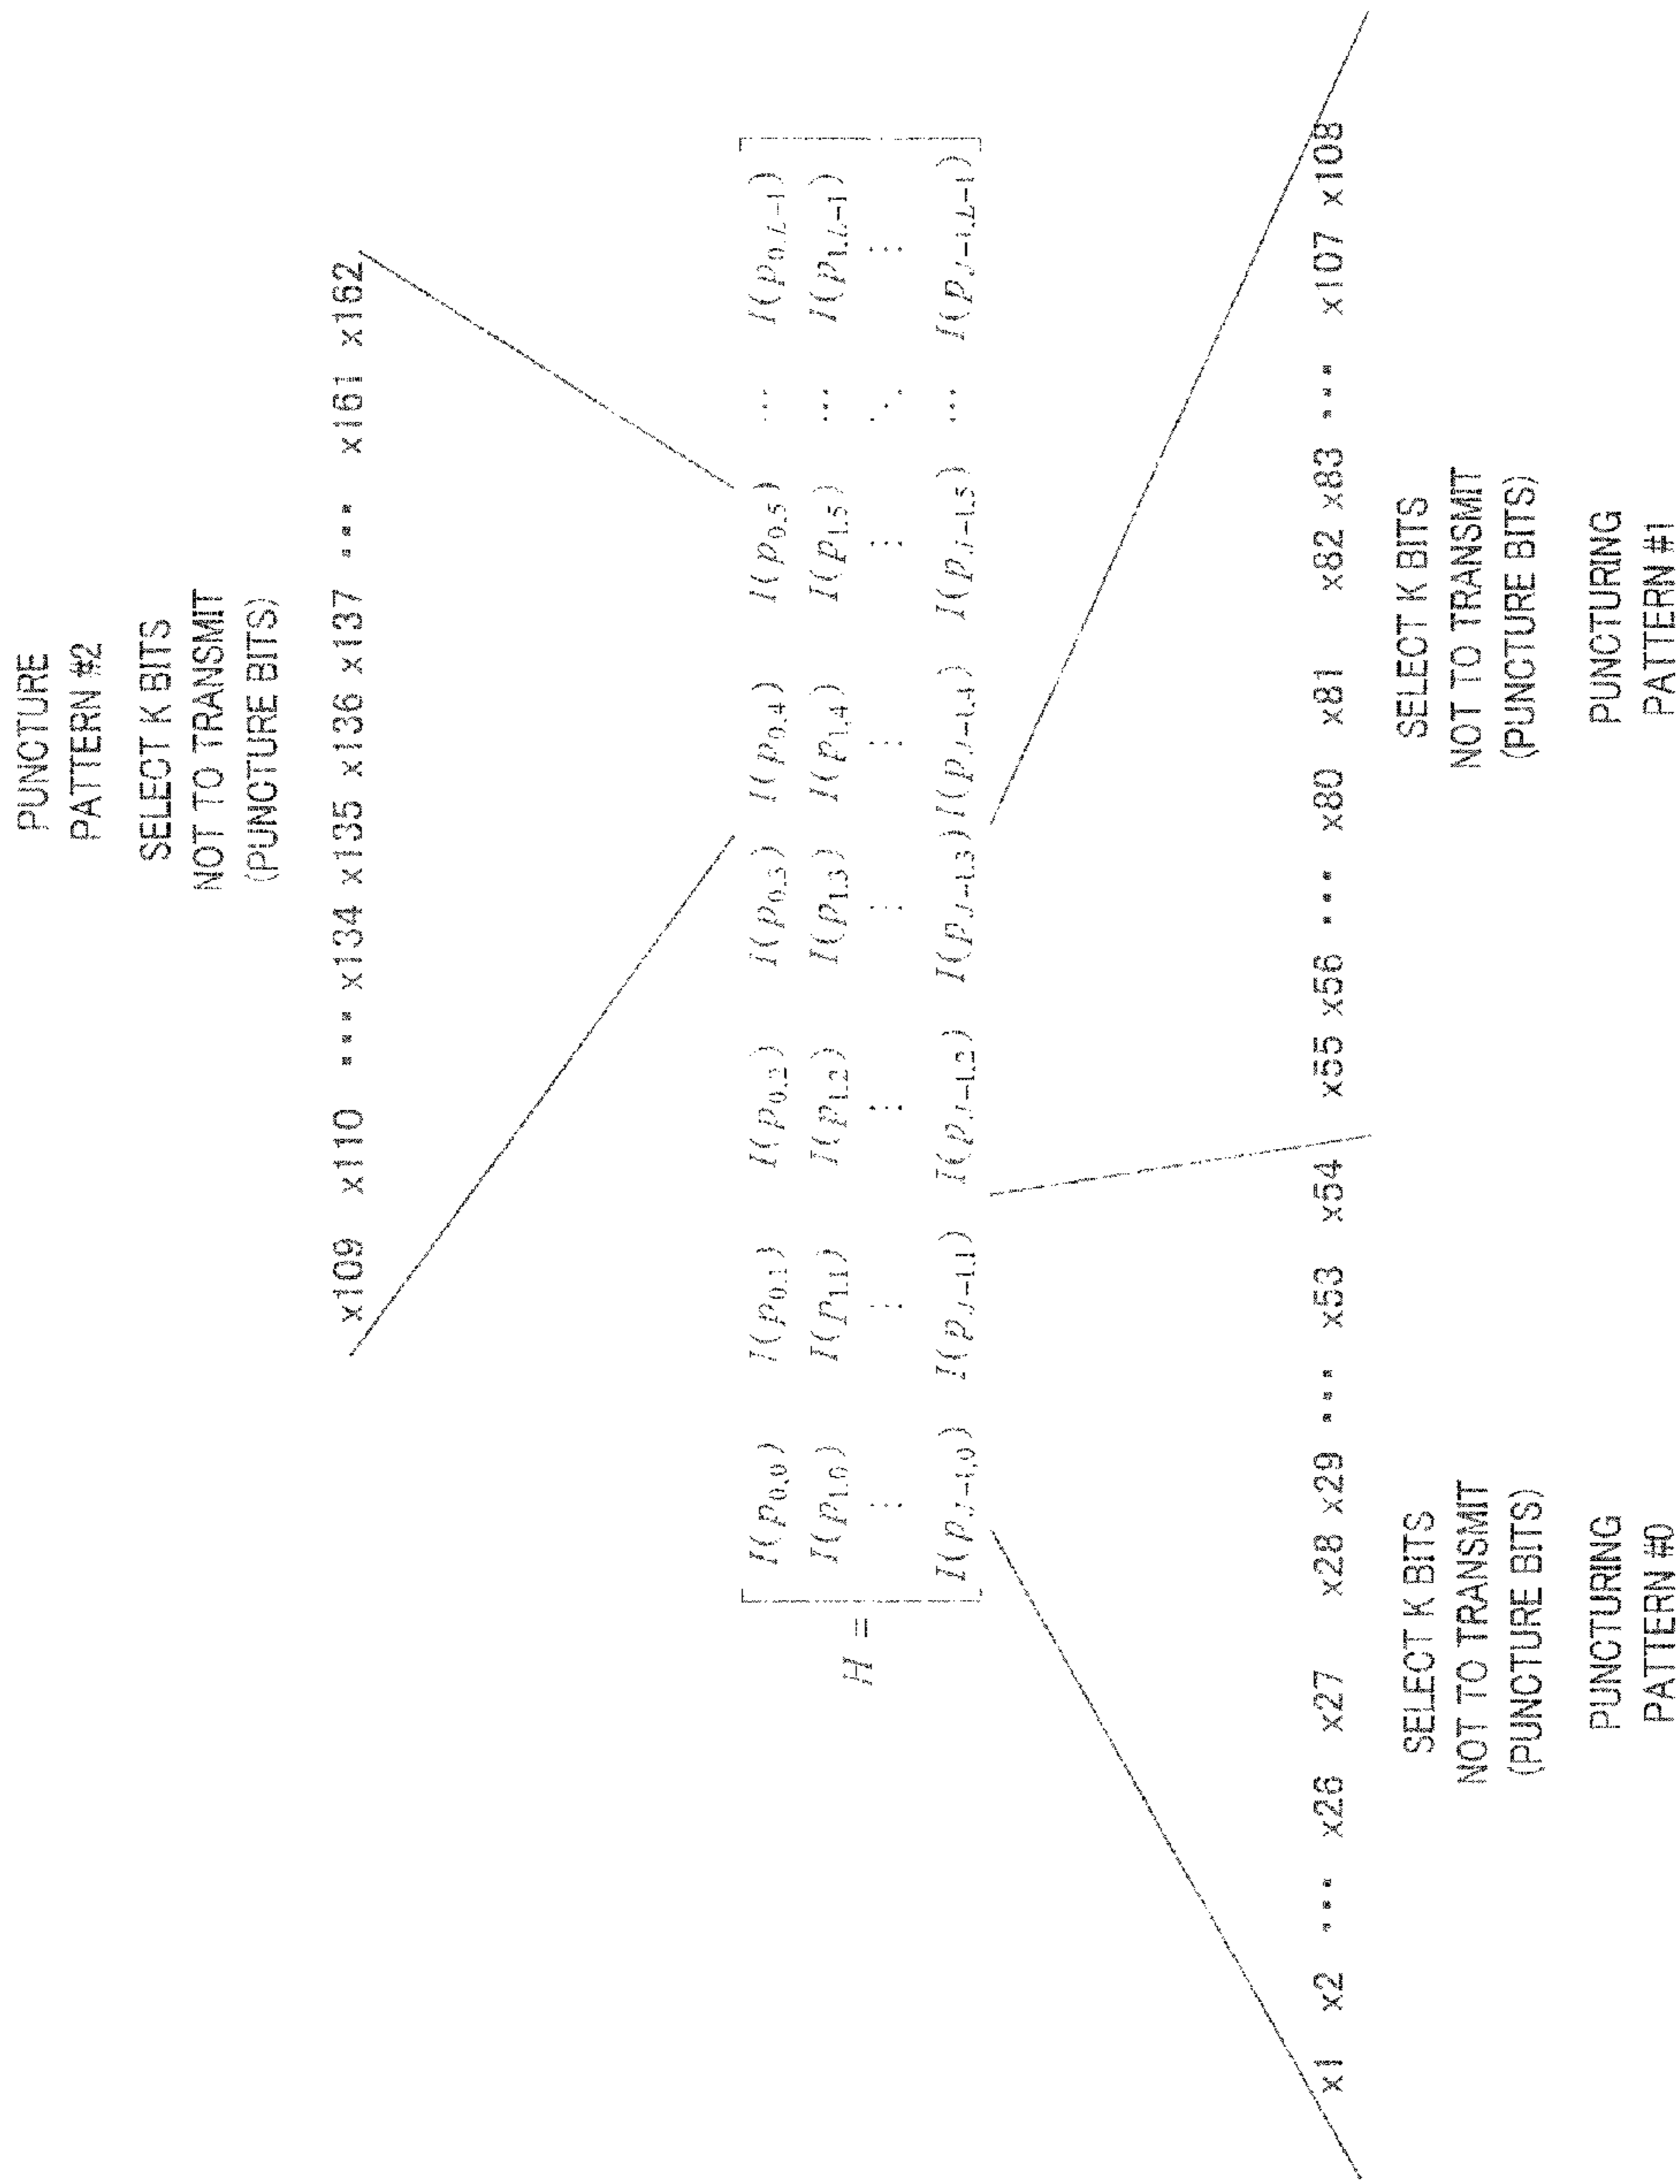 PUNCTURE
PATTERN #2
SELECT K BITS
NOT TO TRANSMIT
(PUNCTURE BITS)
x109 x110 ··· x134 x135 x136 x137 ··· x161 x162
I(p0,0) I(p0,1) I(p0,2) I(p0,3) I(p0,4) I(p0,5) ··· I(p0,L−1)
I(p1,0) I(p1,1) I(p1,2) I(p1,3) I(p1,4) I(p1,5) ··· I(p1,L−1)
H =
⋮ ⋮ ⋮ ⋮ ⋮ ⋮ ⋱ ⋮
I(pJ−1,0) I(pJ−1,1) I(pJ−1,2) I(pJ−1,3) I(pJ−1,4) I(pJ−1,5) ··· I(pJ−1,L−1)
x1 x2 ··· x26 x27 x28 x29 ··· x53 x54 x55 x56 ··· x80 x81 x82 x83 ··· x107 x108
SELECT K BITS
NOT TO TRANSMIT
(PUNCTURE BITS)
PUNCTURING
PATTERN #0
SELECT K BITS
NOT TO TRANSMIT
(PUNCTURE BITS)
PUNCTURING
PATTERN #1